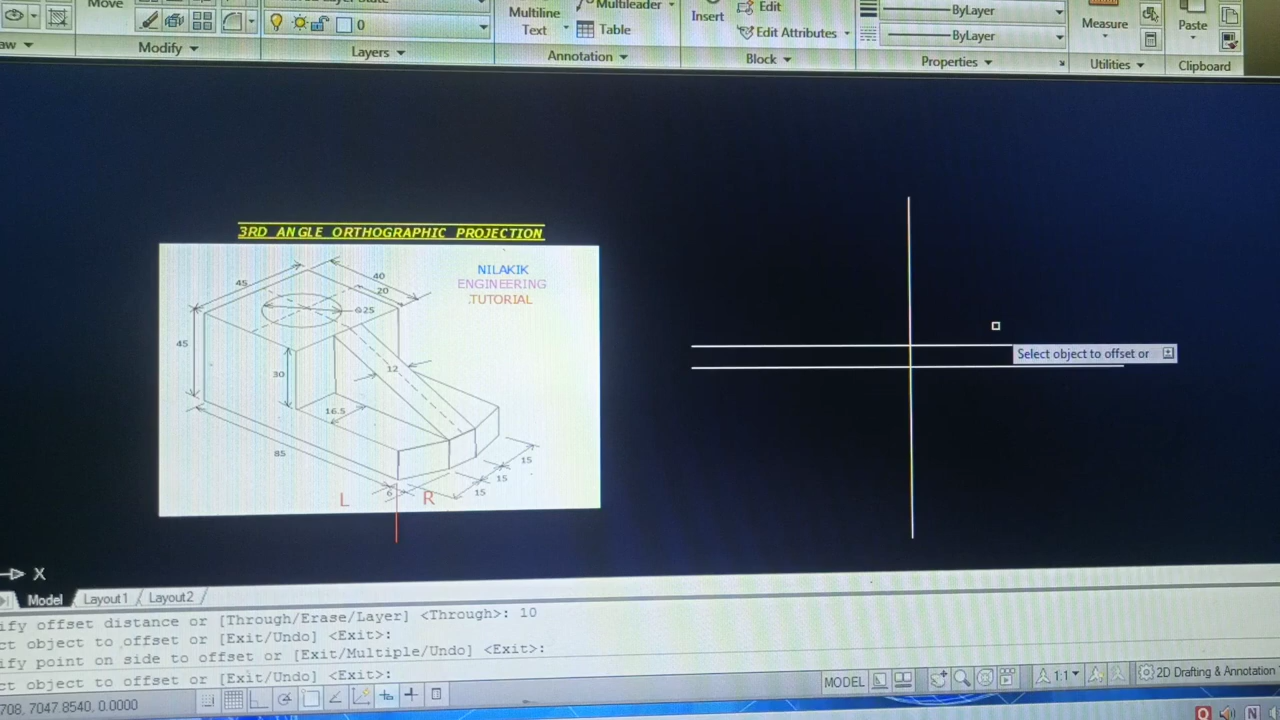 Move
Multiline
Text
Multileader
Table
Insert
Edit
Edit Attributes
ByLayer
ByLayer
Measure
Paste
0
Modify
Layers
Annotation
Block
Properties
Utilities
Clipboard
3RD ANGLE ORTHOGRAPHIC PROJECTION
NILAKIK
ENGINEERING
.TUTORIAL
45
40
20
25
45
30
12
16.5
85
6
15
15
15
L
R
Select object to offset or
X
Model
Layout1
Layout2
ify offset distance or [Through/Erase/Layer] <Through>: 10
ct object to offset or [Exit/Undo] <Exit>:
ify point on side to offset or [Exit/Multiple/Undo] <Exit>:
ct object to offset or [Exit/Undo] <Exit>:
708, 7047.8540, 0.0000
MODEL
1:1
2D Drafting & Annotation
N